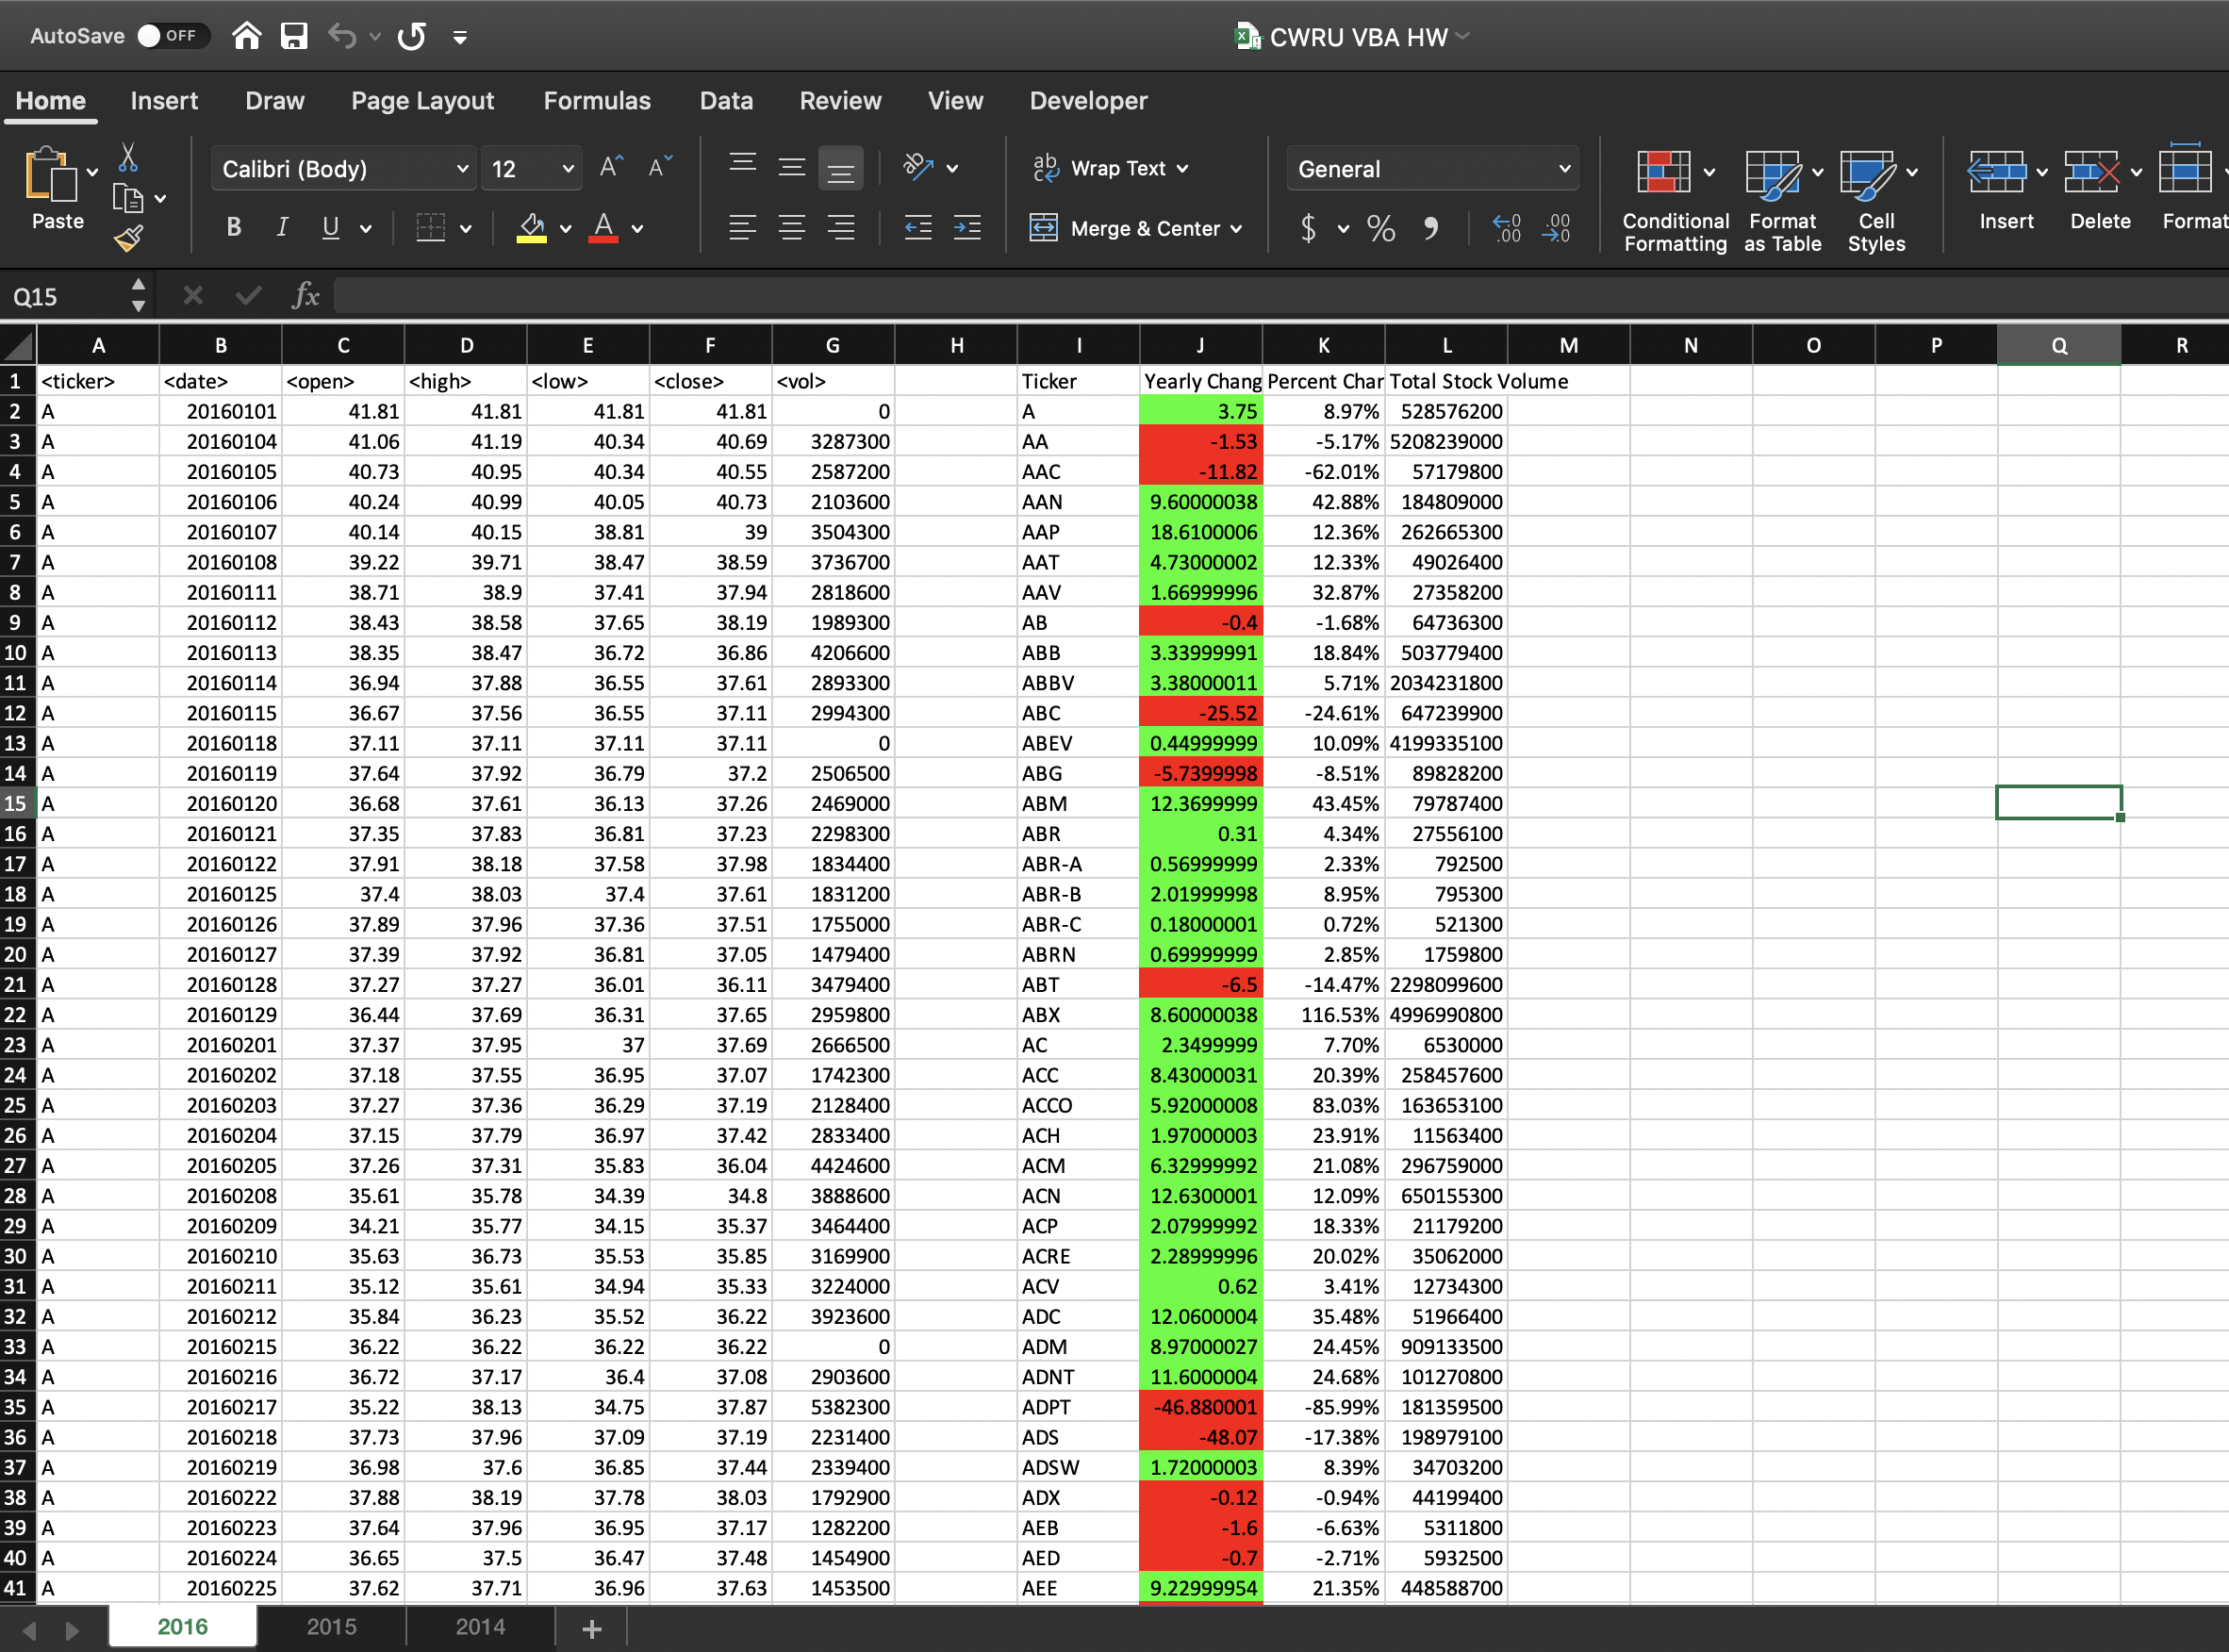 AutoSave OFF CWRU VBA HW
Home Insert Draw Page Layout Formulas Data Review View Developer
Paste Calibri (Body) 12 A^ A˅ ab Wrap Text General Conditional Formatting Format as Table Cell Styles Insert Delete Format
B I U A Merge & Center $ % 9 .00 .00
Q15 fx
A B C D E F G H I J K L M N O P Q R
1 <ticker> <date> <open> <high> <low> <close> <vol> Ticker Yearly Chang Percent Char Total Stock Volume
2 A 20160101 41.81 41.81 41.81 41.81 0 A 3.75 8.97% 528576200
3 A 20160104 41.06 41.19 40.34 40.69 3287300 AA -1.53 -5.17% 5208239000
4 A 20160105 40.73 40.95 40.34 40.55 2587200 AAC -11.82 -62.01% 57179800
5 A 20160106 40.24 40.99 40.05 40.73 2103600 AAN 9.60000038 42.88% 184809000
6 A 20160107 40.14 40.15 38.81 39 3504300 AAP 18.6100006 12.36% 262665300
7 A 20160108 39.22 39.71 38.47 38.59 3736700 AAT 4.73000002 12.33% 49026400
8 A 20160111 38.71 38.9 37.41 37.94 2818600 AAV 1.66999996 32.87% 27358200
9 A 20160112 38.43 38.58 37.65 38.19 1989300 AB -0.4 -1.68% 64736300
10 A 20160113 38.35 38.47 36.72 36.86 4206600 ABB 3.33999991 18.84% 503779400
11 A 20160114 36.94 37.88 36.55 37.61 2893300 ABBV 3.38000011 5.71% 2034231800
12 A 20160115 36.67 37.56 36.55 37.11 2994300 ABC -25.52 -24.61% 647239900
13 A 20160118 37.11 37.11 37.11 37.11 0 ABEV 0.44999999 10.09% 4199335100
14 A 20160119 37.64 37.92 36.79 37.2 2506500 ABG -5.7399998 -8.51% 89828200
15 A 20160120 36.68 37.61 36.13 37.26 2469000 ABM 12.3699999 43.45% 79787400
16 A 20160121 37.35 37.83 36.81 37.23 2298300 ABR 0.31 4.34% 27556100
17 A 20160122 37.91 38.18 37.58 37.98 1834400 ABR-A 0.56999999 2.33% 792500
18 A 20160125 37.4 38.03 37.4 37.61 1831200 ABR-B 2.01999998 8.95% 795300
19 A 20160126 37.89 37.96 37.36 37.51 1755000 ABR-C 0.18000001 0.72% 521300
20 A 20160127 37.39 37.92 36.81 37.05 1479400 ABRN 0.69999999 2.85% 1759800
21 A 20160128 37.27 37.27 36.01 36.11 3479400 ABT -6.5 -14.47% 2298099600
22 A 20160129 36.44 37.69 36.31 37.65 2959800 ABX 8.60000038 116.53% 4996990800
23 A 20160201 37.37 37.95 37 37.69 2666500 AC 2.3499999 7.70% 6530000
24 A 20160202 37.18 37.55 36.95 37.07 1742300 ACC 8.43000031 20.39% 258457600
25 A 20160203 37.27 37.36 36.29 37.19 2128400 ACCO 5.92000008 83.03% 163653100
26 A 20160204 37.15 37.79 36.97 37.42 2833400 ACH 1.97000003 23.91% 11563400
27 A 20160205 37.26 37.31 35.83 36.04 4424600 ACM 6.32999992 21.08% 296759000
28 A 20160208 35.61 35.78 34.39 34.8 3888600 ACN 12.6300001 12.09% 650155300
29 A 20160209 34.21 35.77 34.15 35.37 3464400 ACP 2.07999992 18.33% 21179200
30 A 20160210 35.63 36.73 35.53 35.85 3169900 ACRE 2.28999996 20.02% 35062000
31 A 20160211 35.12 35.61 34.94 35.33 3224000 ACV 0.62 3.41% 12734300
32 A 20160212 35.84 36.23 35.52 36.22 3923600 ADC 12.0600004 35.48% 51966400
33 A 20160215 36.22 36.22 36.22 36.22 0 ADM 8.97000027 24.45% 909133500
34 A 20160216 36.72 37.17 36.4 37.08 2903600 ADNT 11.6000004 24.68% 101270800
35 A 20160217 35.22 38.13 34.75 37.87 5382300 ADPT -46.880001 -85.99% 181359500
36 A 20160218 37.73 37.96 37.09 37.19 2231400 ADS -48.07 -17.38% 198979100
37 A 20160219 36.98 37.6 36.85 37.44 2339400 ADSW 1.72000003 8.39% 34703200
38 A 20160222 37.88 38.19 37.78 38.03 1792900 ADX -0.12 -0.94% 44199400
39 A 20160223 37.64 37.96 36.95 37.17 1282200 AEB -1.6 -6.63% 5311800
40 A 20160224 36.65 37.5 36.47 37.48 1454900 AED -0.7 -2.71% 5932500
41 A 20160225 37.62 37.71 36.96 37.63 1453500 AEE 9.22999954 21.35% 448588700
2016 2015 2014 +